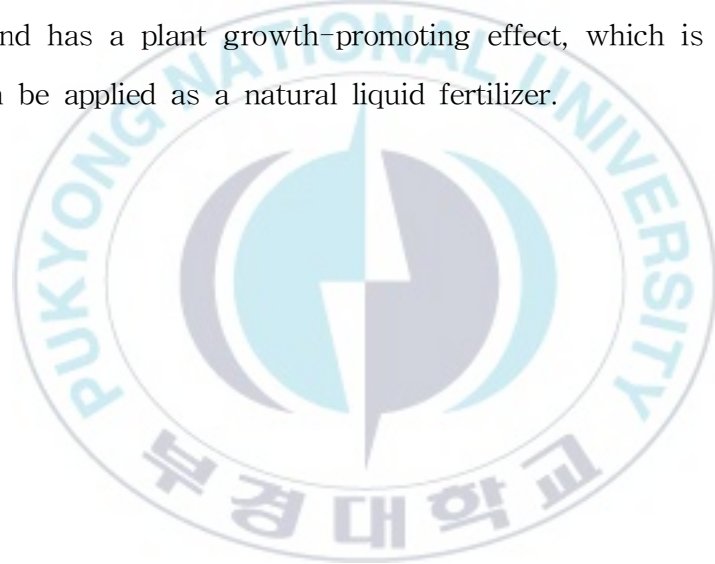 nd has a plant growth-promoting effect, which is
n be applied as a natural liquid fertilizer.
PUKYONG NATIONAL UNIVERSITY
부경대학교